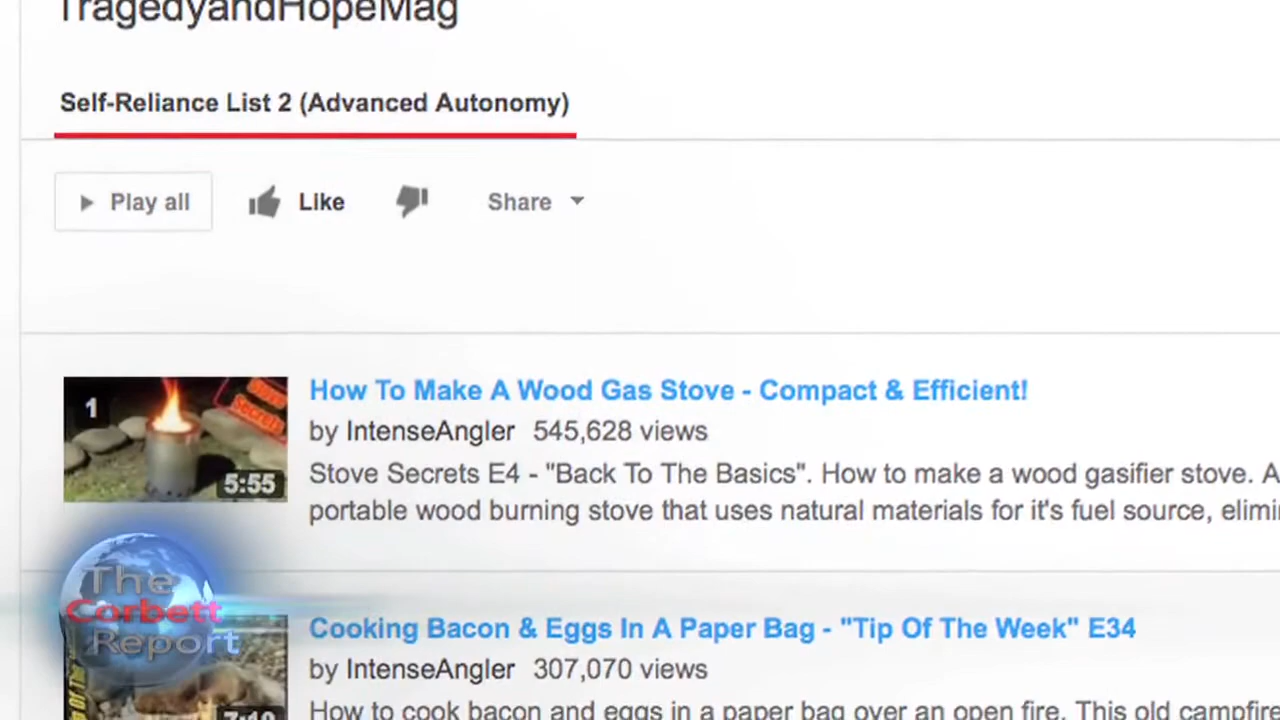 TragedyandHopeMag
Self-Reliance List 2 (Advanced Autonomy)
Play all Like Share
1
Stove
Secrets
5:55
How To Make A Wood Gas Stove - Compact & Efficient!
by IntenseAngler 545,628 views
Stove Secrets E4 - "Back To The Basics". How to make a wood gasifier stove. A
portable wood burning stove that uses natural materials for it's fuel source, elimi
The
Corbett
Report
Cooking Bacon & Eggs In A Paper Bag - "Tip Of The Week" E34
by IntenseAngler 307,070 views
How to cook bacon and eggs in a paper bag over an open fire. This old campfire